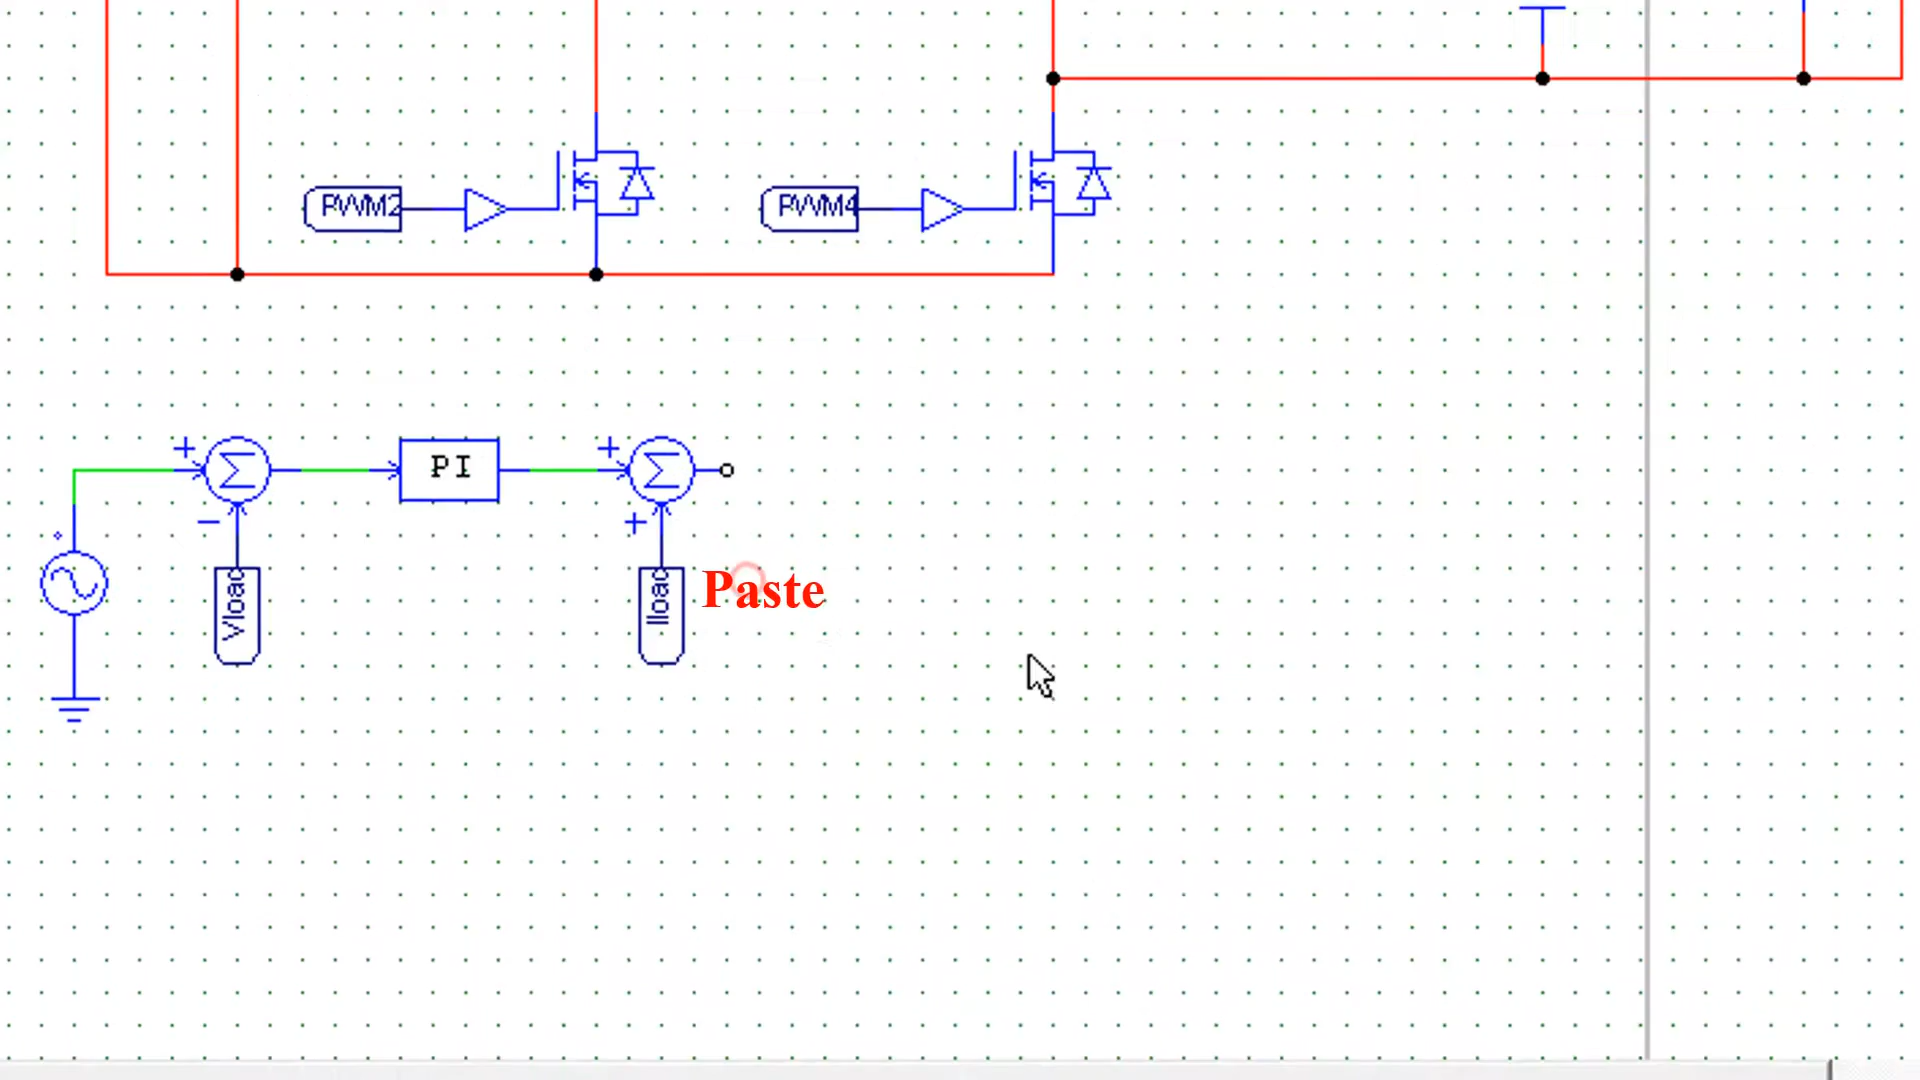 PWM2
PWM4
+
Σ
PI
+
Σ
−
+
Vload
Iload
Paste